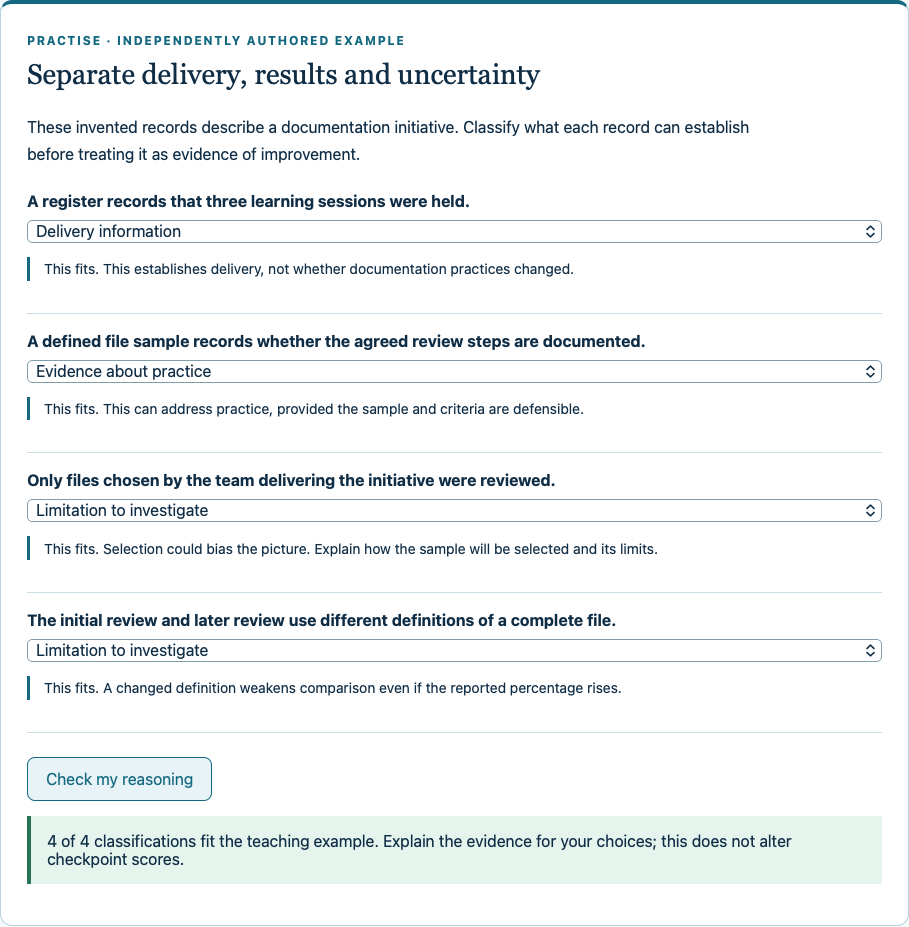 PRACTISE · INDEPENDENTLY AUTHORED EXAMPLE
Separate delivery, results and uncertainty
These invented records describe a documentation initiative. Classify what each record can establish
before treating it as evidence of improvement.
A register records that three learning sessions were held.
Delivery information
This fits. This establishes delivery, not whether documentation practices changed.
A defined file sample records whether the agreed review steps are documented.
Evidence about practice
This fits. This can address practice, provided the sample and criteria are defensible.
Only files chosen by the team delivering the initiative were reviewed.
Limitation to investigate
This fits. Selection could bias the picture. Explain how the sample will be selected and its limits.
The initial review and later review use different definitions of a complete file.
Limitation to investigate
This fits. A changed definition weakens comparison even if the reported percentage rises.
Check my reasoning
4 of 4 classifications fit the teaching example. Explain the evidence for your choices; this does not alter
checkpoint scores.